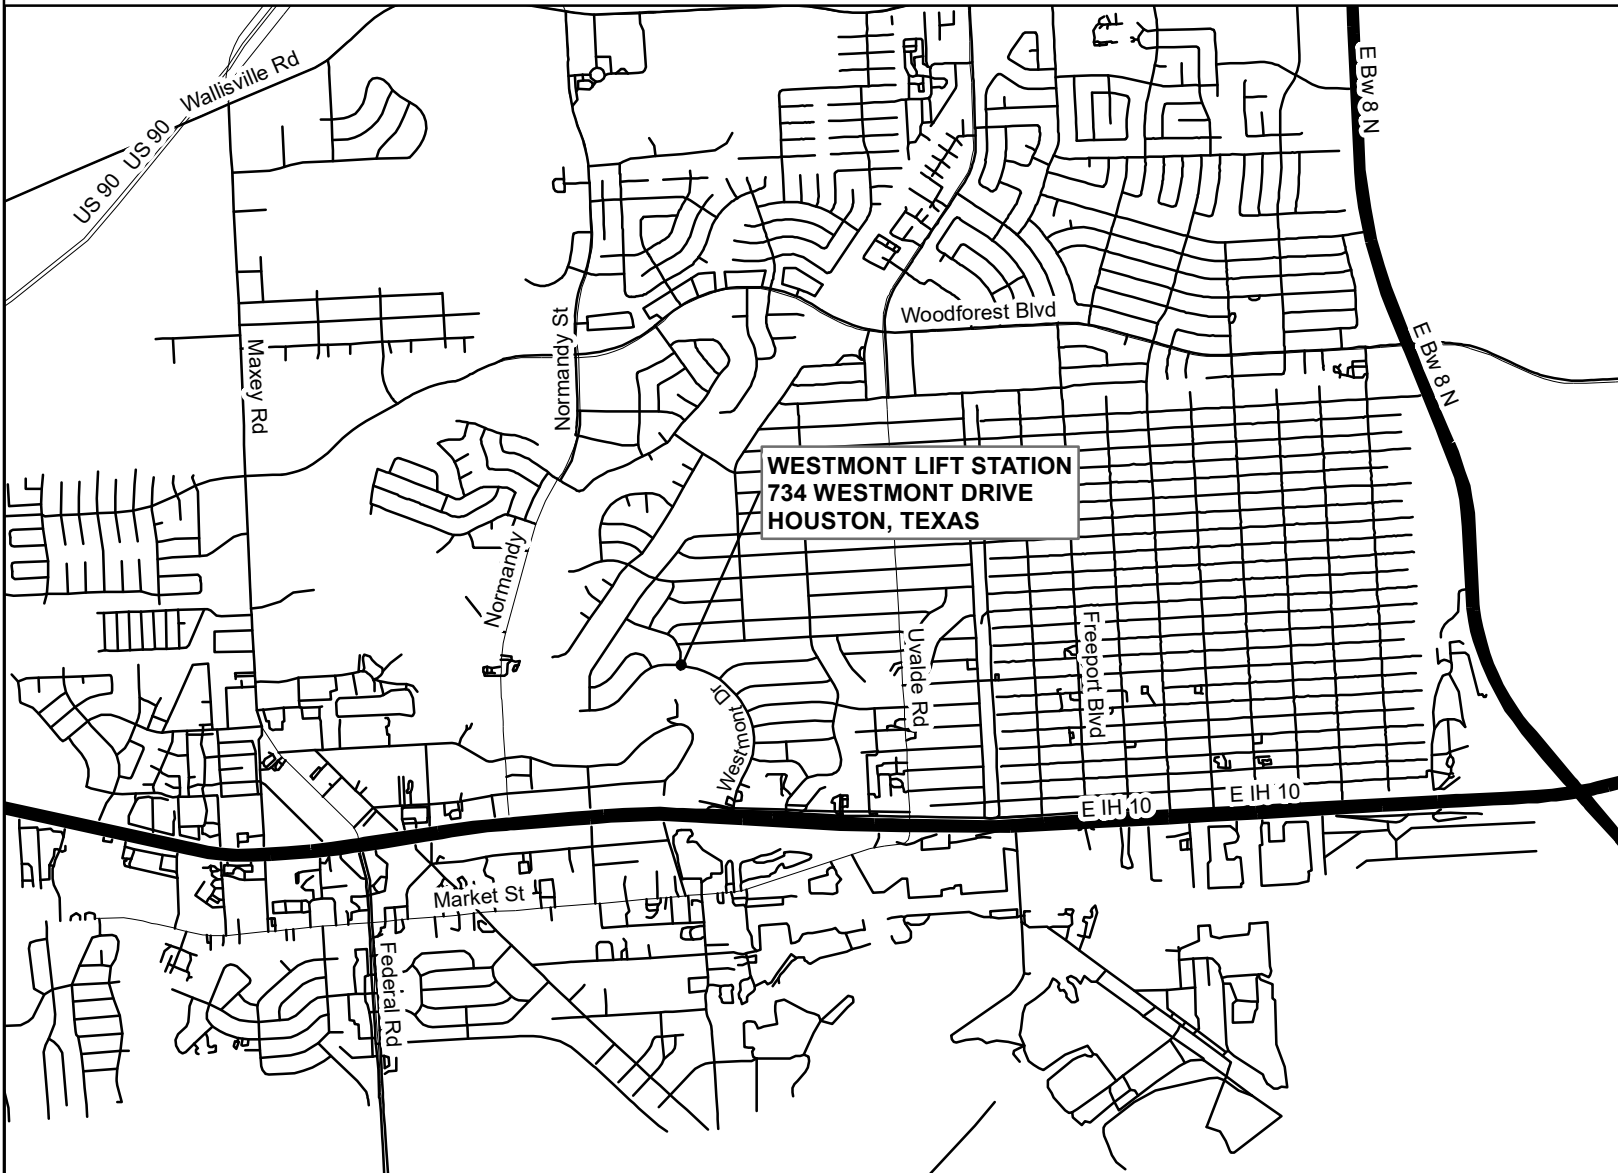 Wallisville Rd
US 90
US 90
E Bw 8 N
Woodforest Blvd
Normandy St
Maxey Rd
E Bw 8 N
WESTMONT LIFT STATION
734 WESTMONT DRIVE
HOUSTON, TEXAS
Normandy
Uvalde Rd
Freeport Blvd
Westmont Dr
E IH 10
E IH 10
Market St
Federal Rd